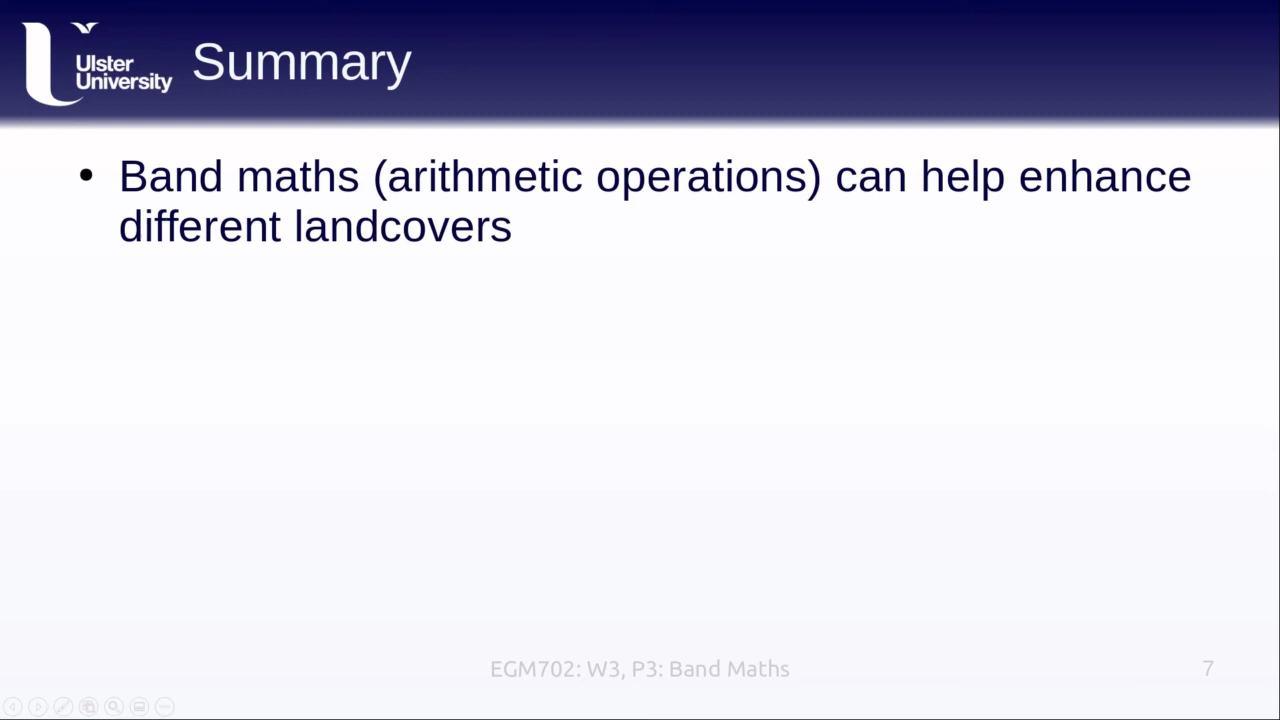 Ulster
University
Summary
• Band maths (arithmetic operations) can help enhance
different landcovers
EGM702: W3, P3: Band Maths
7